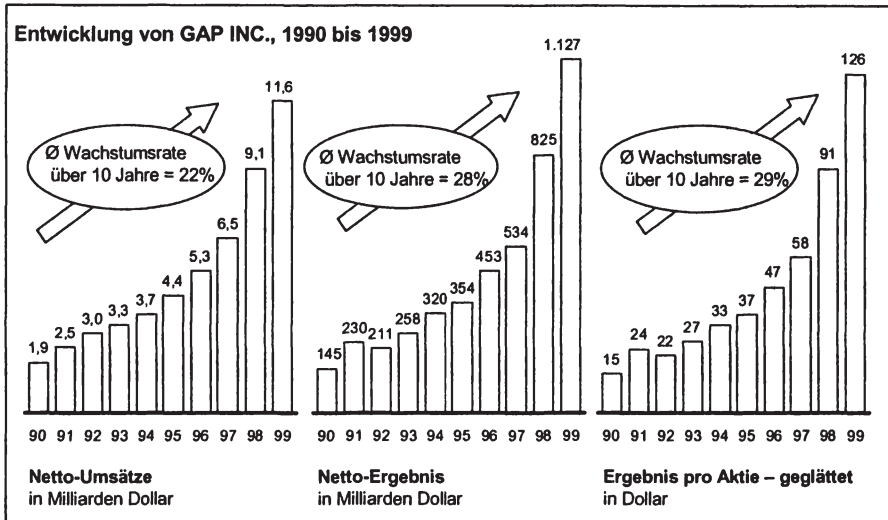 Entwicklung von GAP INC., 1990 bis 1999
Ø Wachstumsrate
über 10 Jahre = 22%
1,9
2,5
3,0
3,3
3,7
4,4
5,3
6,5
9,1
11,6
90 91 92 93 94 95 96 97 98 99
Netto-Umsätze
in Milliarden Dollar
Ø Wachstumsrate
über 10 Jahre = 28%
145
230
211
258
320
354
453
534
825
1.127
90 91 92 93 94 95 96 97 98 99
Netto-Ergebnis
in Milliarden Dollar
Ø Wachstumsrate
über 10 Jahre = 29%
15
24
22
27
33
37
47
58
91
126
90 91 92 93 94 95 96 97 98 99
Ergebnis pro Aktie – geglättet
in Dollar